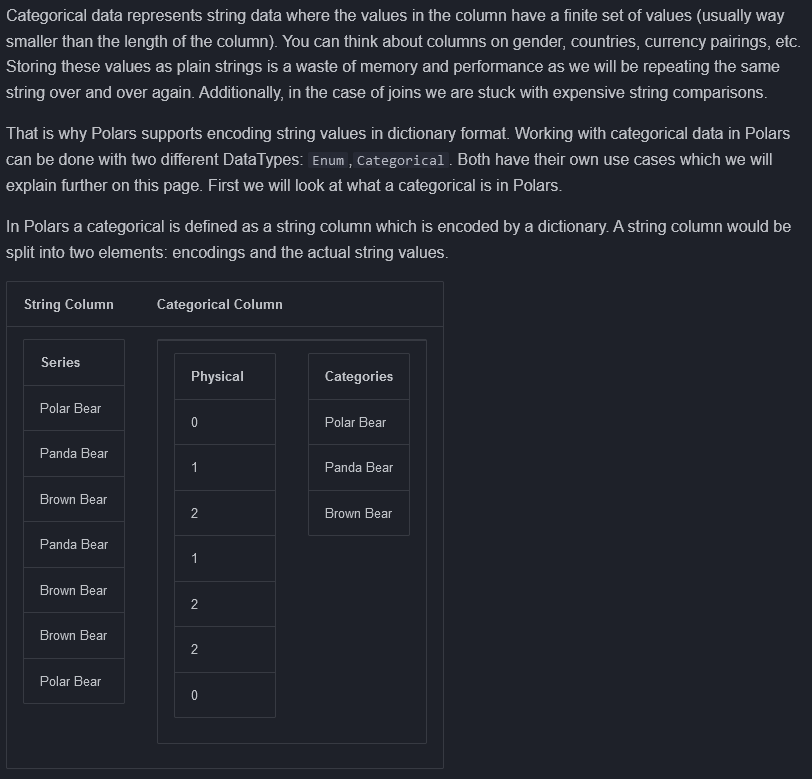 Categorical data represents string data where the values in the column have a finite set of values (usually way
smaller than the length of the column). You can think about columns on gender, countries, currency pairings, etc.
Storing these values as plain strings is a waste of memory and performance as we will be repeating the same
string over and over again. Additionally, in the case of joins we are stuck with expensive string comparisons.
That is why Polars supports encoding string values in dictionary format. Working with categorical data in Polars
can be done with two different DataTypes: Enum , Categorical . Both have their own use cases which we will
explain further on this page. First we will look at what a categorical is in Polars.
In Polars a categorical is defined as a string column which is encoded by a dictionary. A string column would be
split into two elements: encodings and the actual string values.
String Column
Categorical Column
Series
Polar Bear
Panda Bear
Brown Bear
Panda Bear
Brown Bear
Brown Bear
Polar Bear
Physical
0
1
2
1
2
2
0
Categories
Polar Bear
Panda Bear
Brown Bear